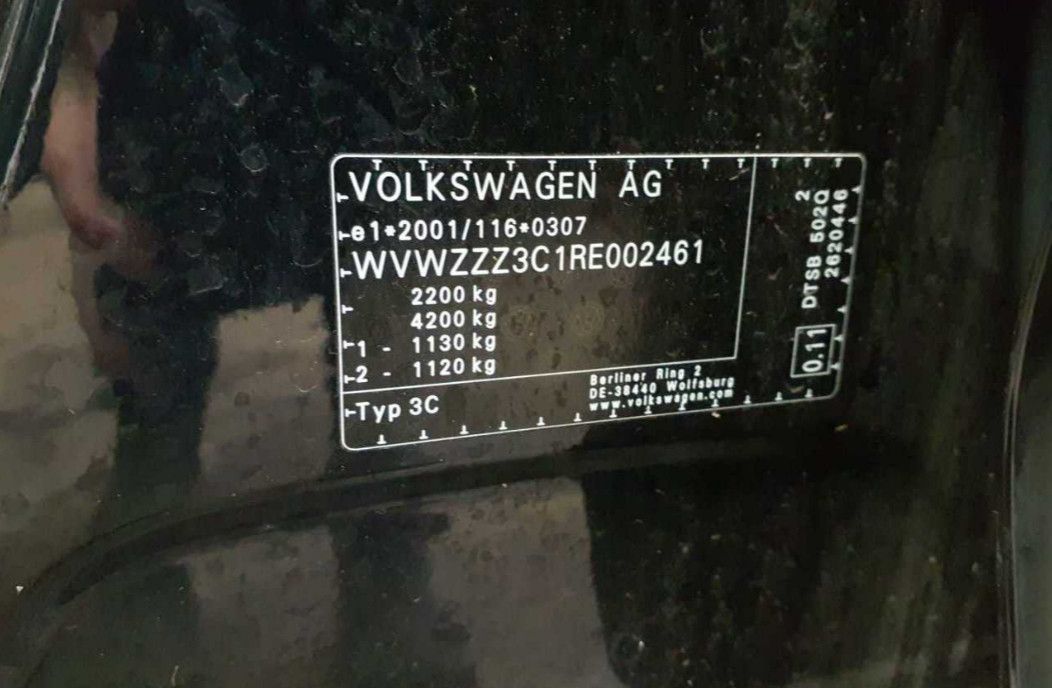 VOLKSWAGEN AG
e1*2001/116*0307
WVWZZZ3C1RE002461
2200 kg
4200 kg
1 - 1130 kg
2 - 1120 kg
Typ 3C
Berliner Ring 2
DE-38440 Wolfsburg
www.volkswagen.com
0.11
DTSB 502Q
2
2620446